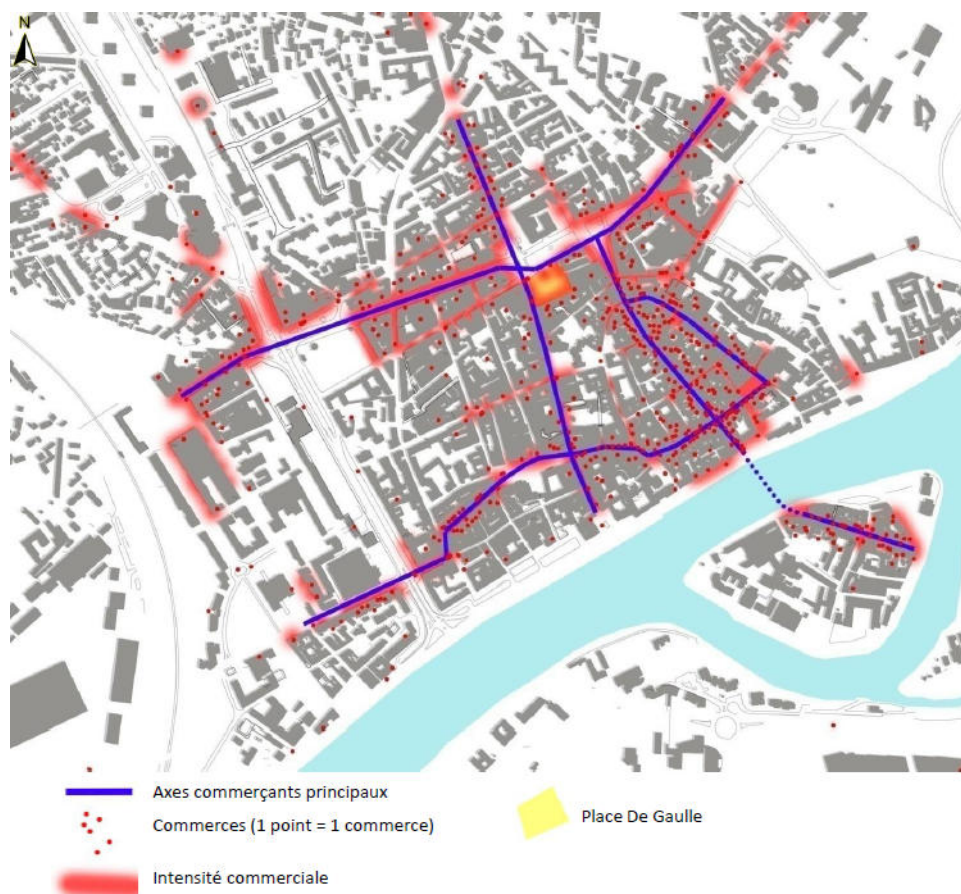 N
Axes commerçants principaux
Commerces (1 point = 1 commerce)
Place De Gaulle
Intensité commerciale